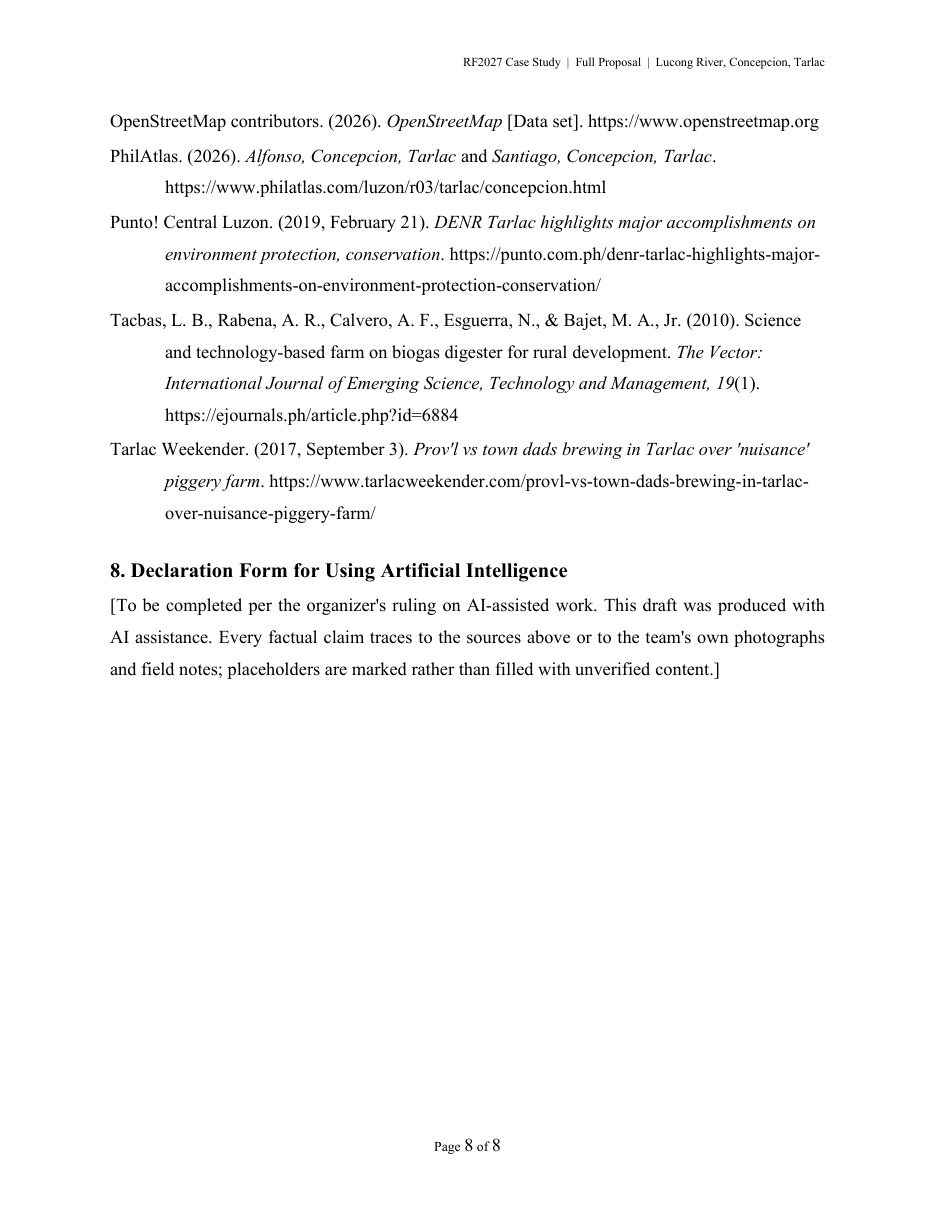 RF2027 Case Study | Full Proposal | Lucong River, Concepcion, Tarlac
OpenStreetMap contributors. (2026). OpenStreetMap [Data set]. https://www.openstreetmap.org
PhilAtlas. (2026). Alfonso, Concepcion, Tarlac and Santiago, Concepcion, Tarlac.
https://www.philatlas.com/luzon/r03/tarlac/concepcion.html
Punto! Central Luzon. (2019, February 21). DENR Tarlac highlights major accomplishments on
environment protection, conservation. https://punto.com.ph/denr-tarlac-highlights-major-
accomplishments-on-environment-protection-conservation/
Tacbas, L. B., Rabena, A. R., Calvero, A. F., Esguerra, N., & Bajet, M. A., Jr. (2010). Science
and technology-based farm on biogas digester for rural development. The Vector:
International Journal of Emerging Science, Technology and Management, 19(1).
https://ejournals.ph/article.php?id=6884
Tarlac Weekender. (2017, September 3). Prov'l vs town dads brewing in Tarlac over 'nuisance'
piggery farm. https://www.tarlacweekender.com/provl-vs-town-dads-brewing-in-tarlac-
over-nuisance-piggery-farm/
8. Declaration Form for Using Artificial Intelligence
[To be completed per the organizer's ruling on AI-assisted work. This draft was produced with
AI assistance. Every factual claim traces to the sources above or to the team's own photographs
and field notes; placeholders are marked rather than filled with unverified content.]
Page 8 of 8